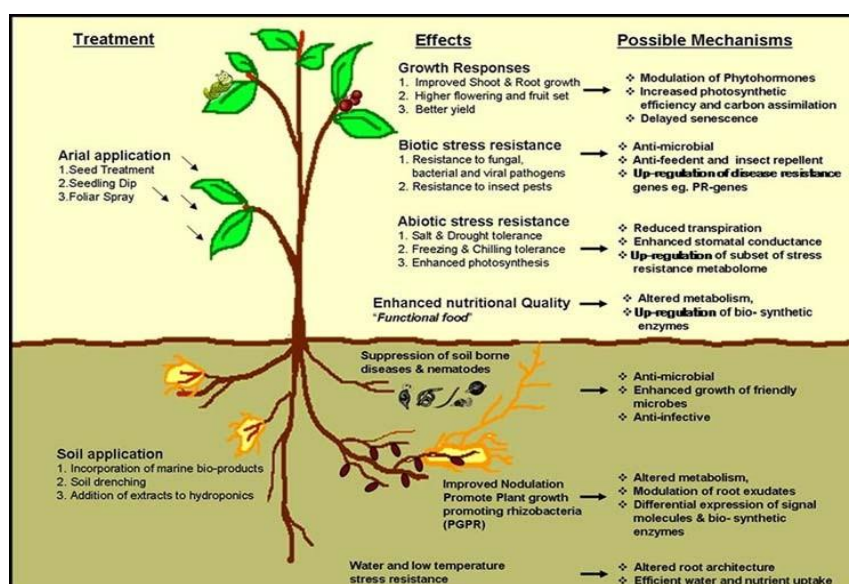 Treatment
Effects
Possible Mechanisms
Growth Responses
1. Improved Shoot & Root growth
2. Higher flowering and fruit set
3. Better yield
❖ Modulation of Phytohormones
❖ Increased photosynthetic
efficiency and carbon assimilation
❖ Delayed senescence
Arial application
1.Seed Treatment
2.Seedling Dip
3.Foliar Spray
Biotic stress resistance
1. Resistance to fungal,
bacterial and viral pathogens
2. Resistance to insect pests
❖ Anti-microbial
❖ Anti-feedent and insect repellent
❖ Up-regulation of disease resistance
genes eg. PR-genes
Abiotic stress resistance
1. Salt & Drought tolerance
2. Freezing & Chilling tolerance
3. Enhanced photosynthesis
❖ Reduced transpiration
❖ Enhanced stomatal conductance
❖ Up-regulation of subset of stress
resistance metabolome
Enhanced nutritional Quality
"Functional food"
❖ Altered metabolism,
❖ Up-regulation of bio- synthetic
enzymes
Suppression of soil borne
diseases & nematodes
❖ Anti-microbial
❖ Enhanced growth of friendly
microbes
❖ Anti-infective
Soil application
1. Incorporation of marine bio-products
2. Soil drenching
3. Addition of extracts to hydroponics
Improved Nodulation
Promote Plant growth
promoting rhizobacteria
(PGPR)
❖ Altered metabolism,
❖ Modulation of root exudates
❖ Differential expression of signal
molecules & bio-synthetic
enzymes
Water and low temperature
stress resistance
❖ Altered root architecture
❖ Efficient water and nutrient uptake